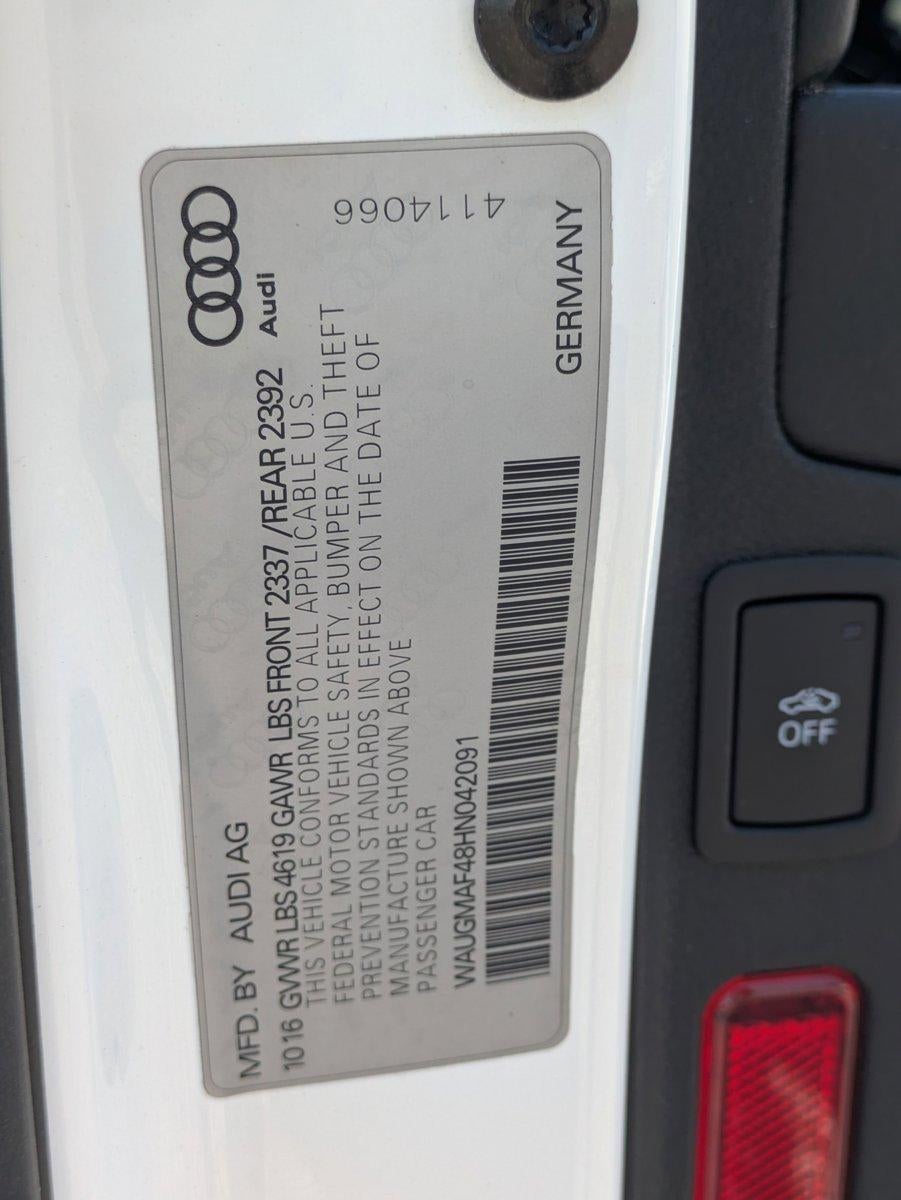 MFD. BY AUDI AG
1016 GVWR LBS 4619 GAWR LBS FRONT 2337/REAR 2392
Audi
THIS VEHICLE CONFORMS TO ALL APPLICABLE U.S.
FEDERAL MOTOR VEHICLE SAFETY, BUMPER AND THEFT
PREVENTION STANDARDS IN EFFECT ON THE DATE OF
MANUFACTURE SHOWN ABOVE
PASSENGER CAR
4114066
WAUGMAF48HN042091
GERMANY
OFF